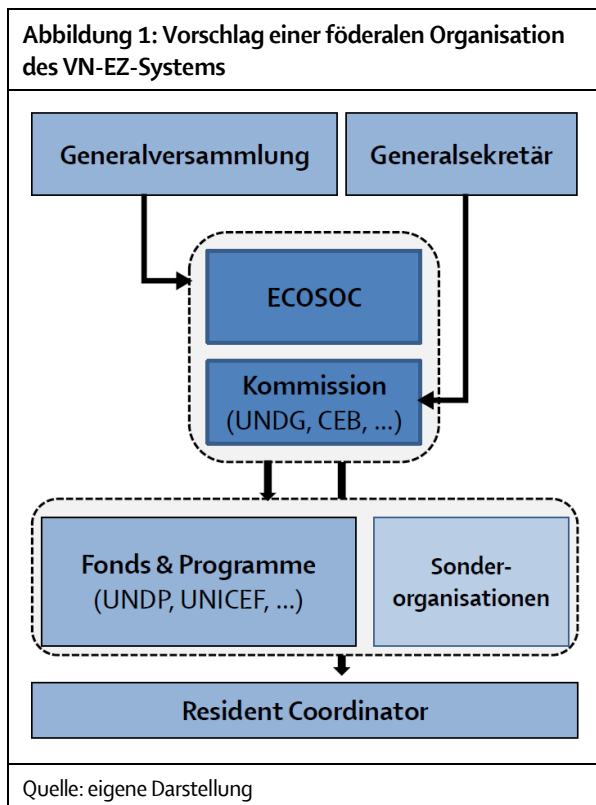 Abbildung 1: Vorschlag einer föderalen Organisation
des VN-EZ-Systems
Generalversammlung
Generalsekretär
ECOSOC
Kommission
(UNDG, CEB, ...)
Fonds & Programme
(UNDP, UNICEF, ...)
Sonder-
organisationen
Resident Coordinator
Quelle: eigene Darstellung